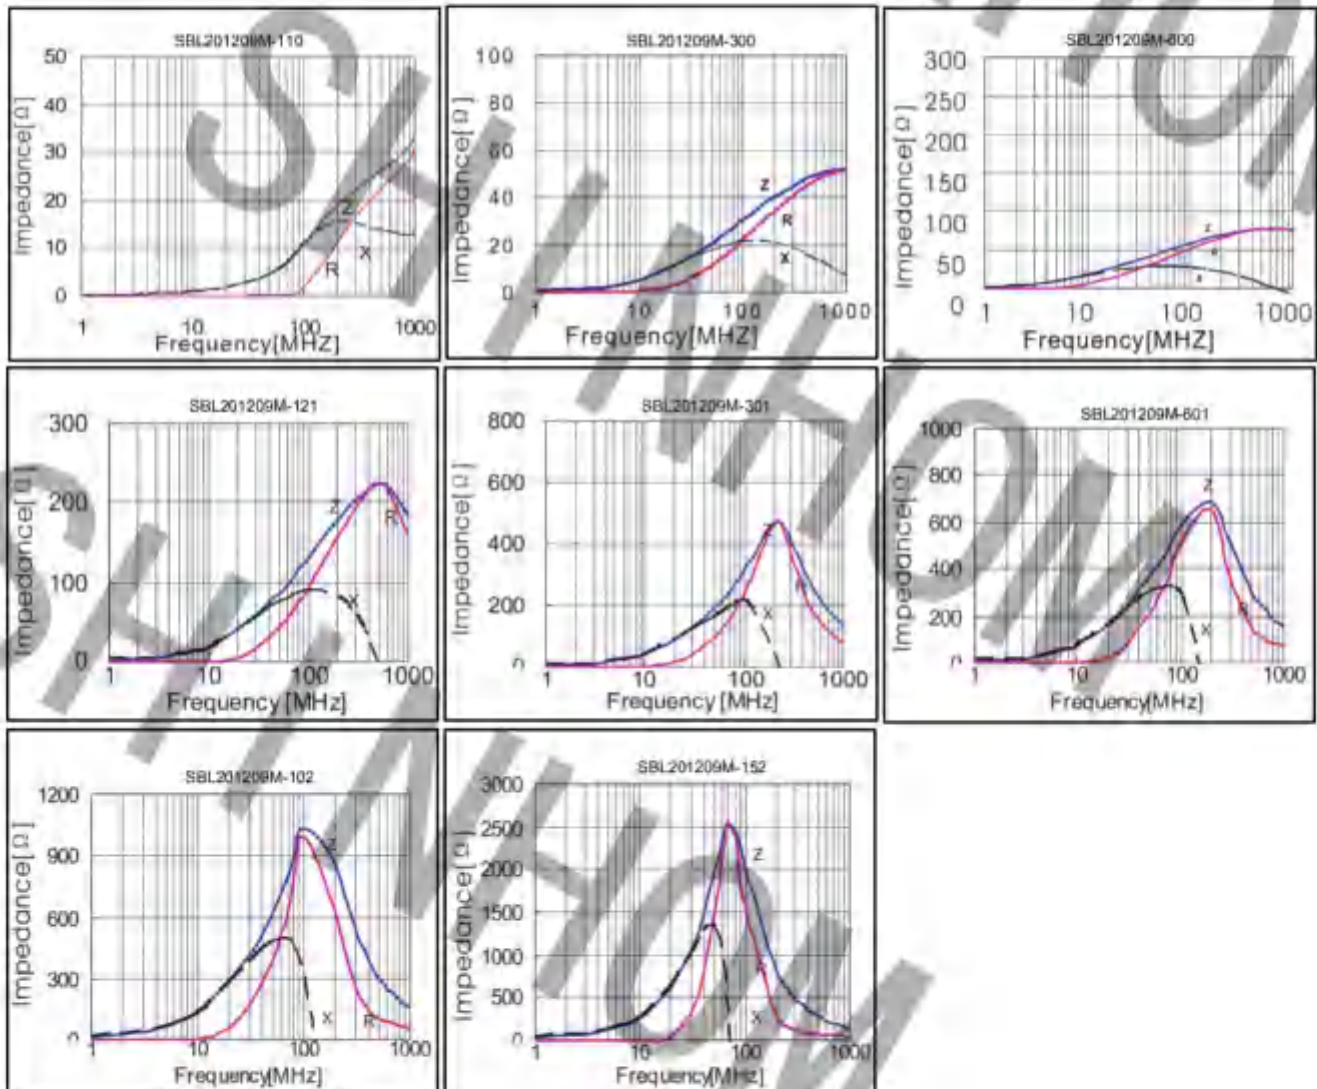 SBL201209M-110
50
40
30
20
10
0
Impedance[Ω]
Z
X
R
1 10 100 1000
Frequency[MHZ]
SBL201209M-300
100
80
60
40
20
0
Impedance[Ω]
Z
R
X
1 10 100 1000
Frequency[MHZ]
SBL201209M-600
300
250
200
150
100
50
0
Impedance[Ω]
Z
R
X
1 10 100 1000
Frequency[MHZ]
SBL201209M-121
300
200
100
0
Impedance[Ω]
Z
R
X
1 10 100 1000
Frequency[MHz]
SBL201209M-301
800
600
400
200
0
Impedance[Ω]
Z
R
X
1 10 100 1000
Frequency[MHz]
SBL201209M-601
1000
800
600
400
200
0
Impedance[Ω]
Z
R
X
1 10 100 1000
Frequency[MHz]
SBL201209M-102
1200
900
600
300
0
Impedance[Ω]
Z
X
R
1 10 100 1000
Frequency[MHz]
SBL201209M-152
3000
2500
2000
1500
1000
500
0
Impedance[Ω]
Z
R
X
1 10 100 1000
Frequency[MHz]